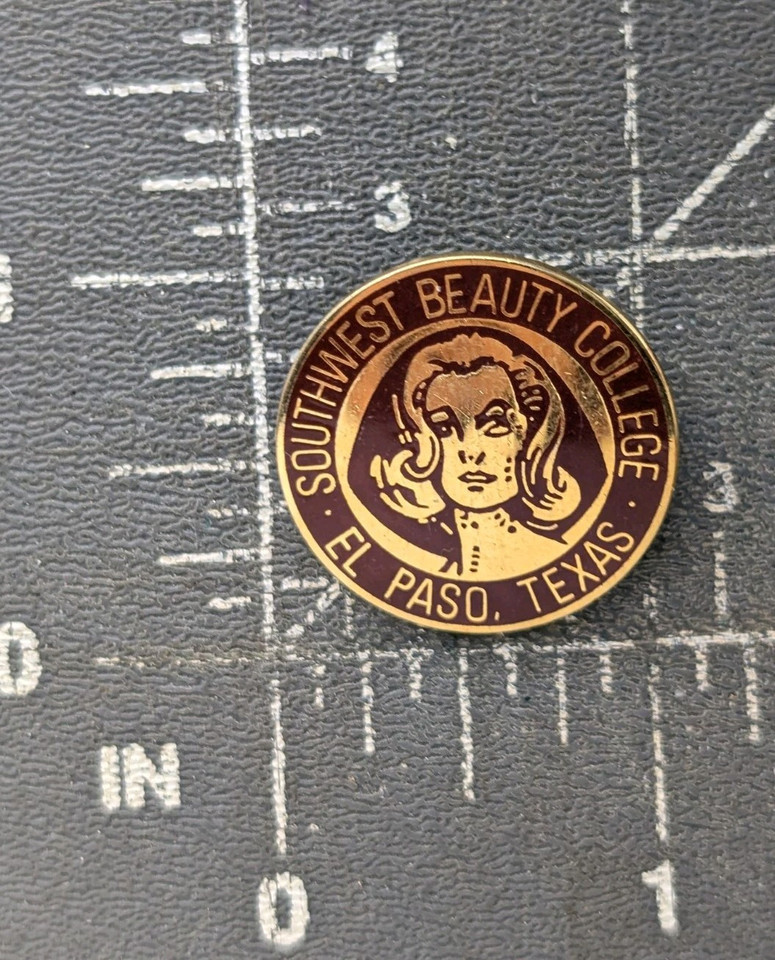 4
3
SOUTHWEST BEAUTY COLLEGE
· EL PASO, TEXAS ·
3
0
IN
0
1